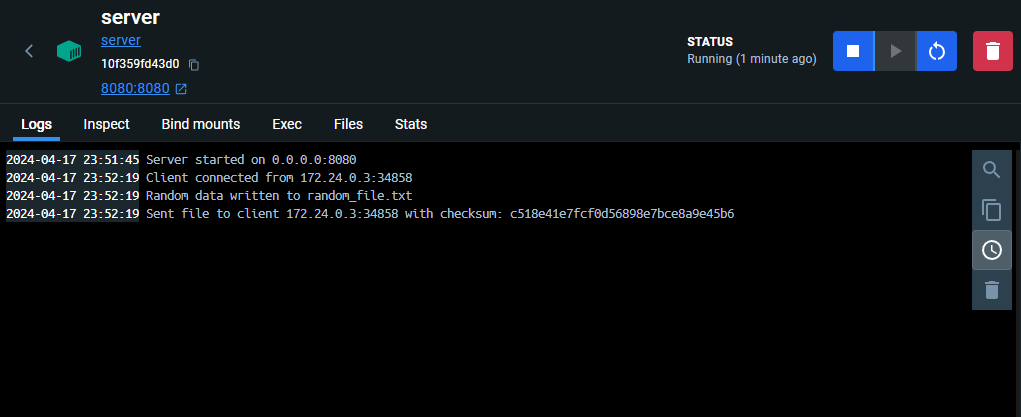 server
server
10f359fd43d0
8080:8080
STATUS
Running (1 minute ago)
Logs Inspect Bind mounts Exec Files Stats
2024-04-17 23:51:45 Server started on 0.0.0.0:8080
2024-04-17 23:52:19 Client connected from 172.24.0.3:34858
2024-04-17 23:52:19 Random data written to random_file.txt
2024-04-17 23:52:19 Sent file to client 172.24.0.3:34858 with checksum: c518e41e7fcf0d56898e7bce8a9e45b6